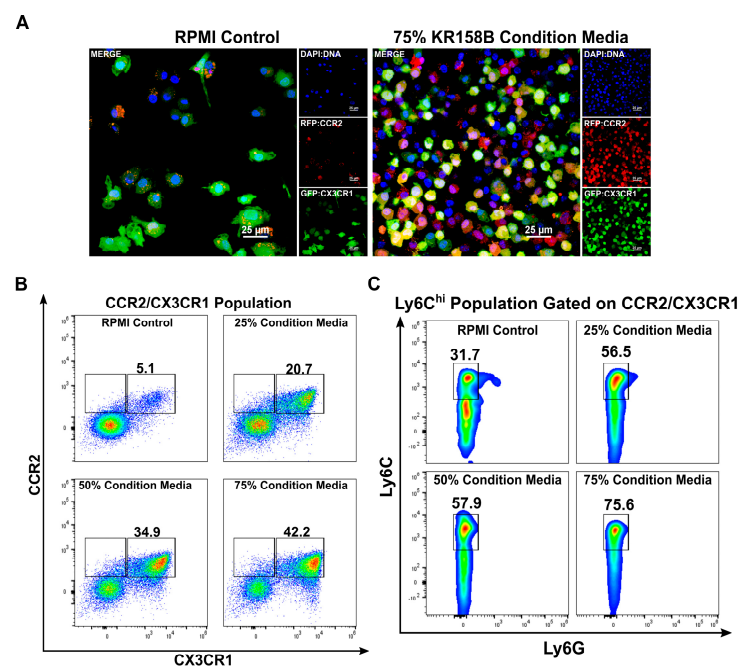 A
RPMI Control
75% KR158B Condition Media
MERGE
DAPI:DNA
MERGE
DAPI:DNA
RFP:CCR2
RFP:CCR2
GFP:CX3CR1
GFP:CX3CR1
25 µm
25 µm
B
CCR2/CX3CR1 Population
C
Ly6Chi Population Gated on CCR2/CX3CR1
RPMI Control
25% Condition Media
RPMI Control
25% Condition Media
5.1
20.7
31.7
56.5
50% Condition Media
75% Condition Media
50% Condition Media
75% Condition Media
34.9
42.2
57.9
75.6
CCR2
CX3CR1
Ly6C
Ly6G